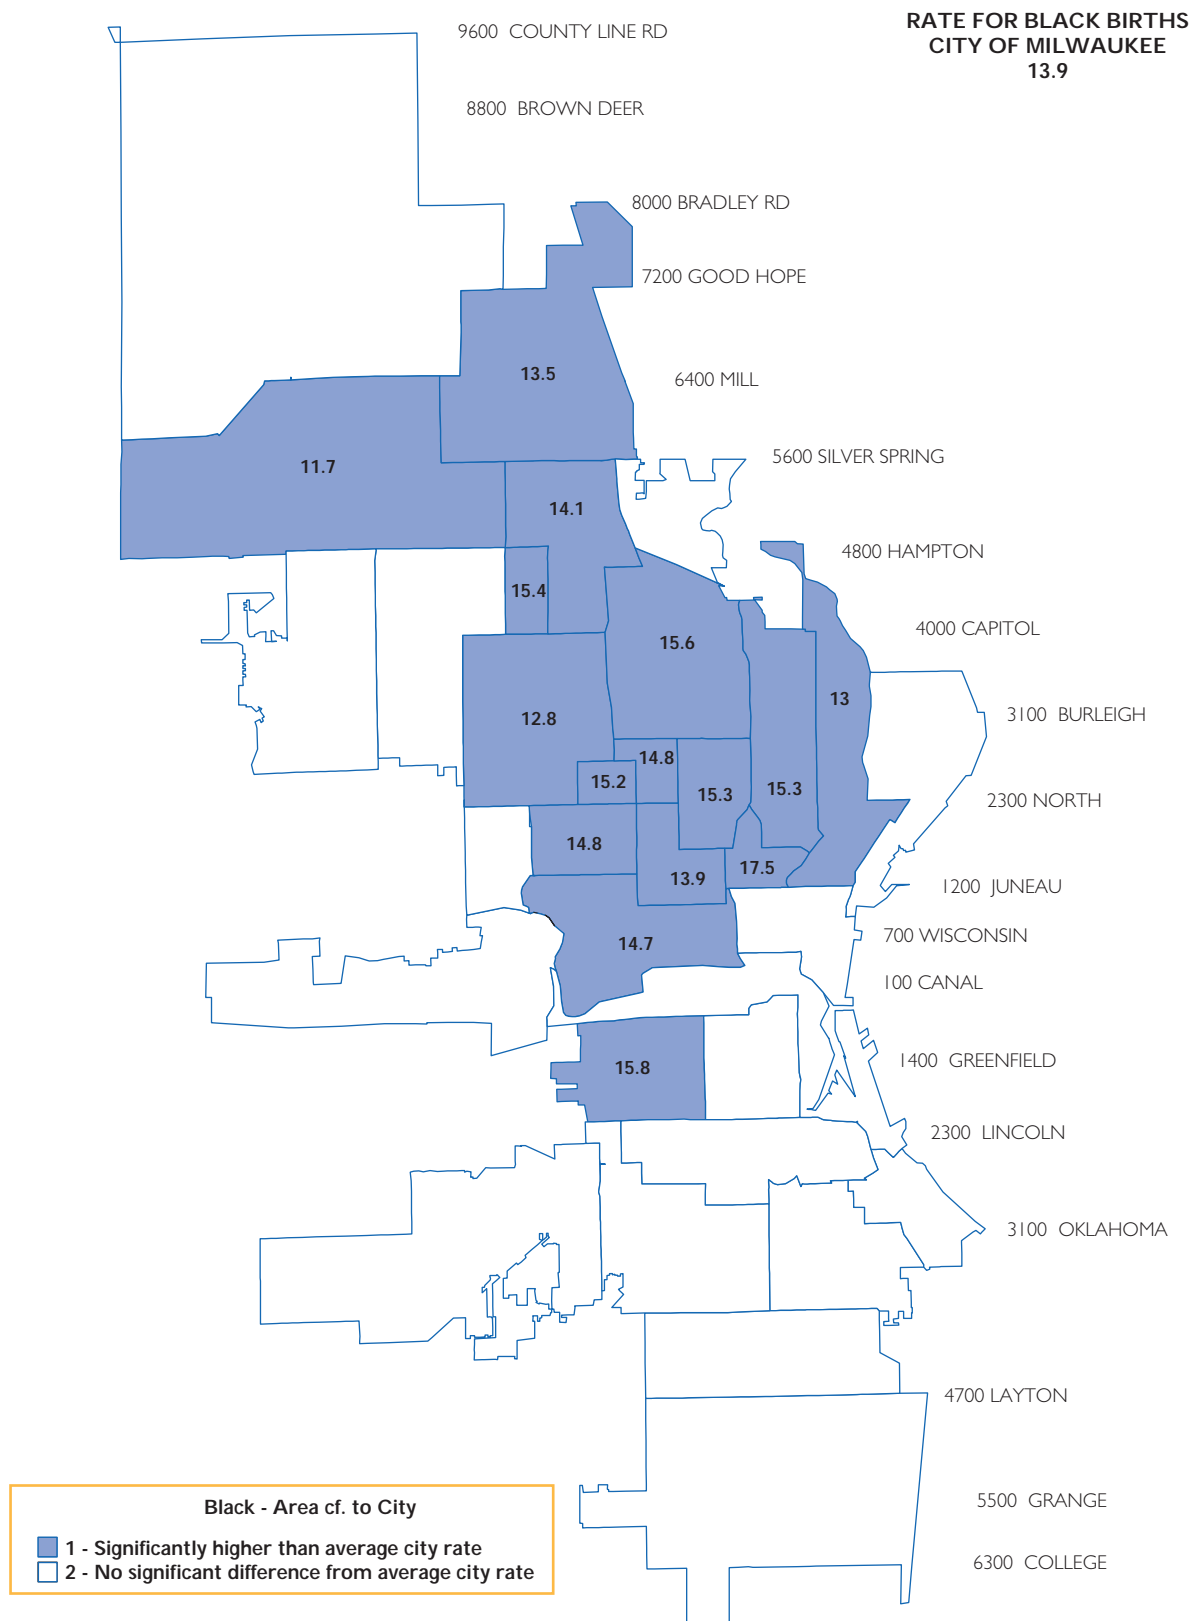 RATE FOR BLACK BIRTHS
CITY OF MILWAUKEE
13.9
9600 COUNTY LINE RD
8800 BROWN DEER
8000 BRADLEY RD
7200 GOOD HOPE
13.5
6400 MILL
11.7
5600 SILVER SPRING
14.1
4800 HAMPTON
15.4
4000 CAPITOL
15.6
13
3100 BURLEIGH
12.8
14.8
15.2
15.3
15.3
2300 NORTH
14.8
17.5
13.9
1200 JUNEAU
700 WISCONSIN
14.7
100 CANAL
1400 GREENFIELD
15.8
2300 LINCOLN
3100 OKLAHOMA
4700 LAYTON
5500 GRANGE
6300 COLLEGE
Black - Area cf. to City
1 - Significantly higher than average city rate
2 - No significant difference from average city rate